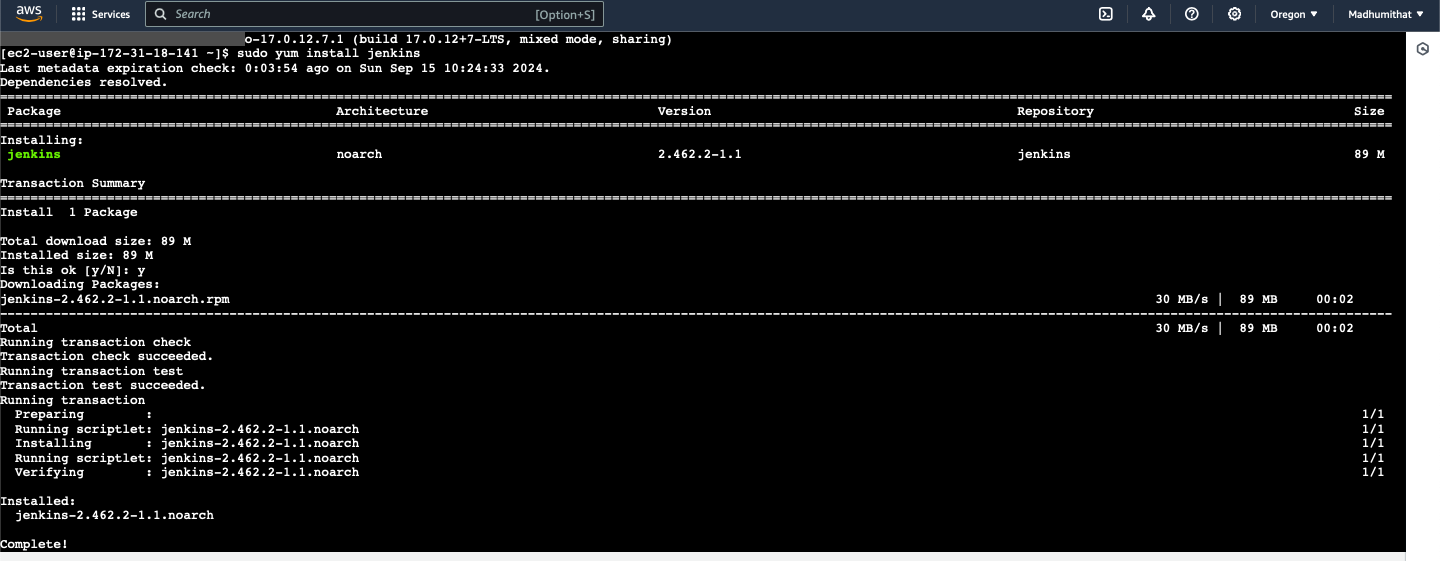 aws Services Search [Option+S] Oregon Madhumithat
o-17.0.12.7.1 (build 17.0.12+7-LTS, mixed mode, sharing)
[ec2-user@ip-172-31-18-141 ~]$ sudo yum install jenkins
Last metadata expiration check: 0:03:54 ago on Sun Sep 15 10:24:33 2024.
Dependencies resolved.
Package Architecture Version Repository Size
Installing:
jenkins noarch 2.462.2-1.1 jenkins 89 M
Transaction Summary
Install 1 Package
Total download size: 89 M
Installed size: 89 M
Is this ok [y/N]: y
Downloading Packages:
jenkins-2.462.2-1.1.noarch.rpm 30 MB/s | 89 MB 00:02
Total 30 MB/s | 89 MB 00:02
Running transaction check
Transaction check succeeded.
Running transaction test
Transaction test succeeded.
Running transaction
Preparing : 1/1
Running scriptlet: jenkins-2.462.2-1.1.noarch 1/1
Installing : jenkins-2.462.2-1.1.noarch 1/1
Running scriptlet: jenkins-2.462.2-1.1.noarch 1/1
Verifying : jenkins-2.462.2-1.1.noarch 1/1
Installed:
jenkins-2.462.2-1.1.noarch
Complete!